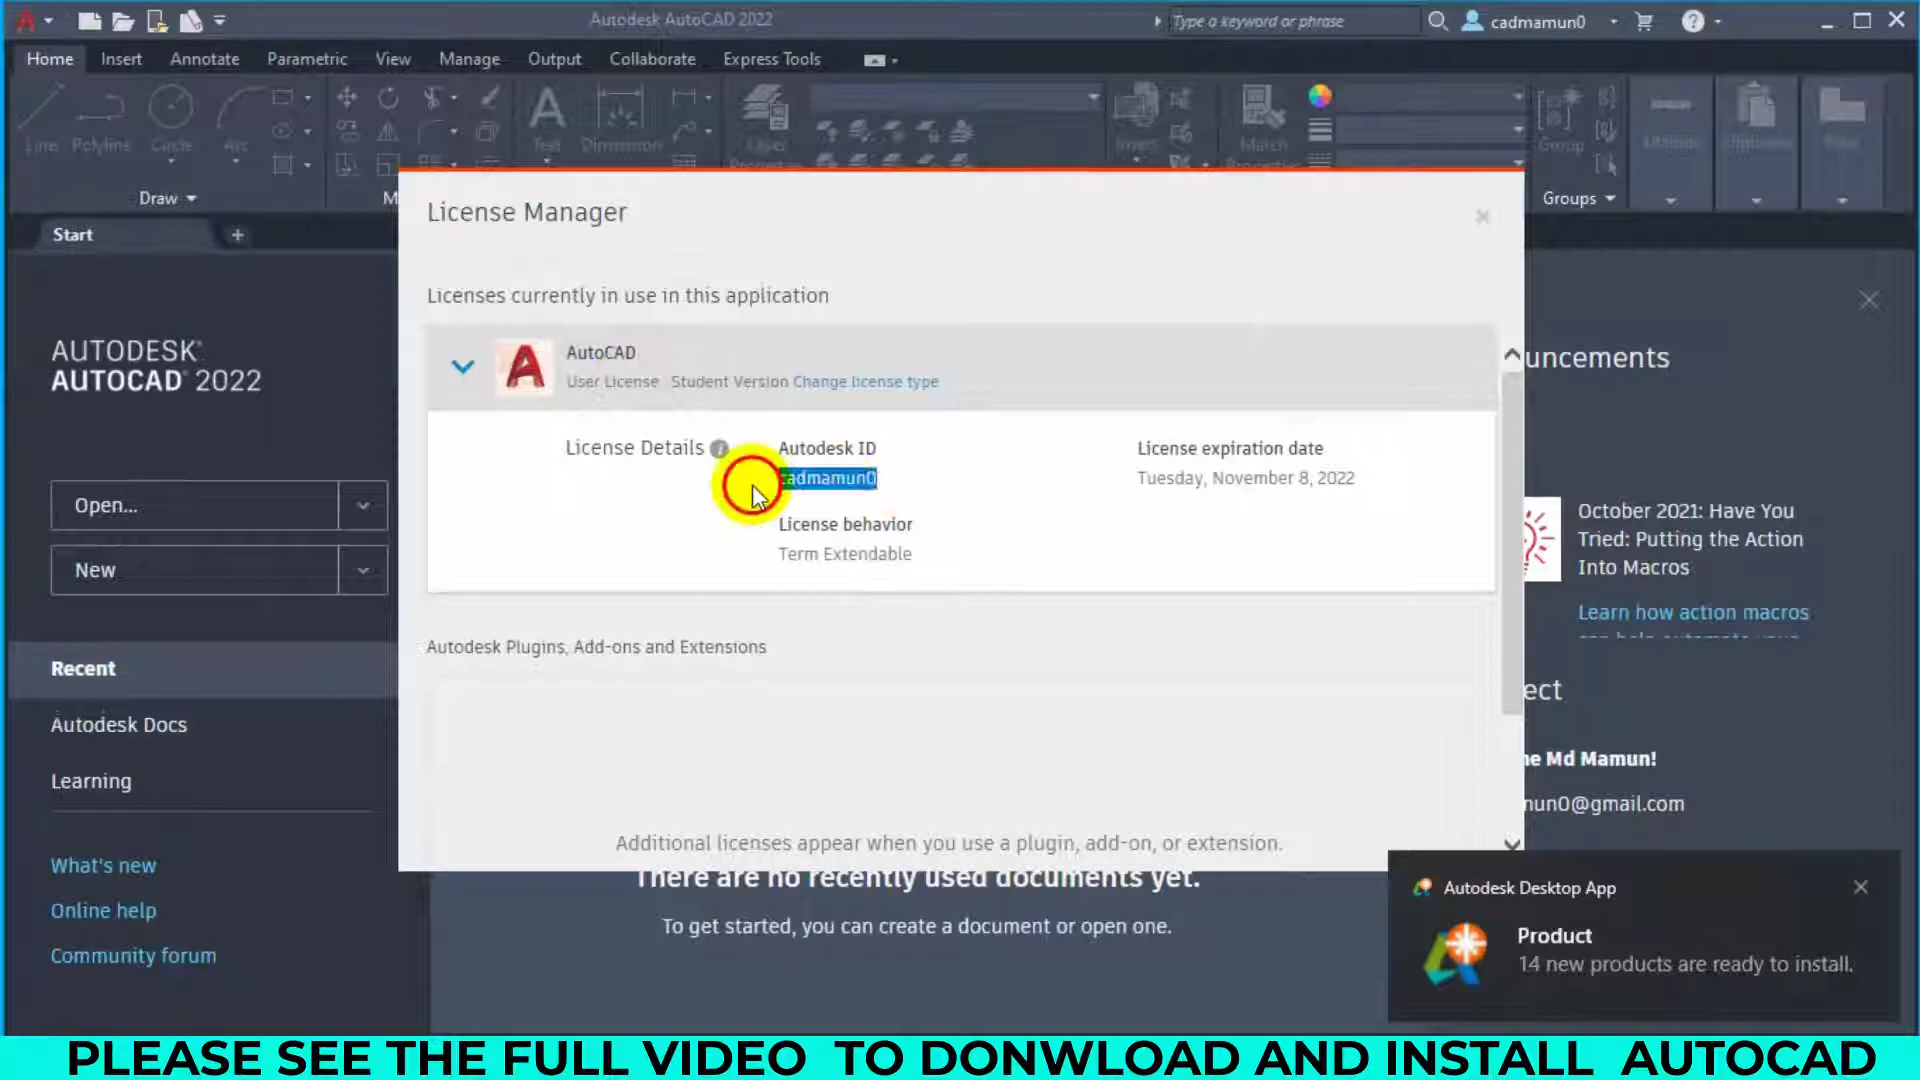 Autodesk AutoCAD 2022
Type a keyword or phrase
cadmamun0
Home Insert Annotate Parametric View Manage Output Collaborate Express Tools
Line Polyline Circle Arc Text Dimension Layer Insert Match Group
Draw M Groups
Start
License Manager
Licenses currently in use in this application
AutoCAD
User License Student Version Change license type
License Details
Autodesk ID
cadmamun0
License behavior
Term Extendable
License expiration date
Tuesday, November 8, 2022
Autodesk Plugins, Add-ons and Extensions
Additional licenses appear when you use a plugin, add-on, or extension.
AUTODESK®
AUTOCAD® 2022
Open...
New
Recent
Autodesk Docs
Learning
What's new
Online help
Community forum
There are no recently used documents yet.
To get started, you can create a document or open one.
uncements
October 2021: Have You
Tried: Putting the Action
Into Macros
Learn how action macros
ect
ne Md Mamun!
nun0@gmail.com
Autodesk Desktop App
Product
14 new products are ready to install.
PLEASE SEE THE FULL VIDEO TO DONWLOAD AND INSTALL AUTOCAD